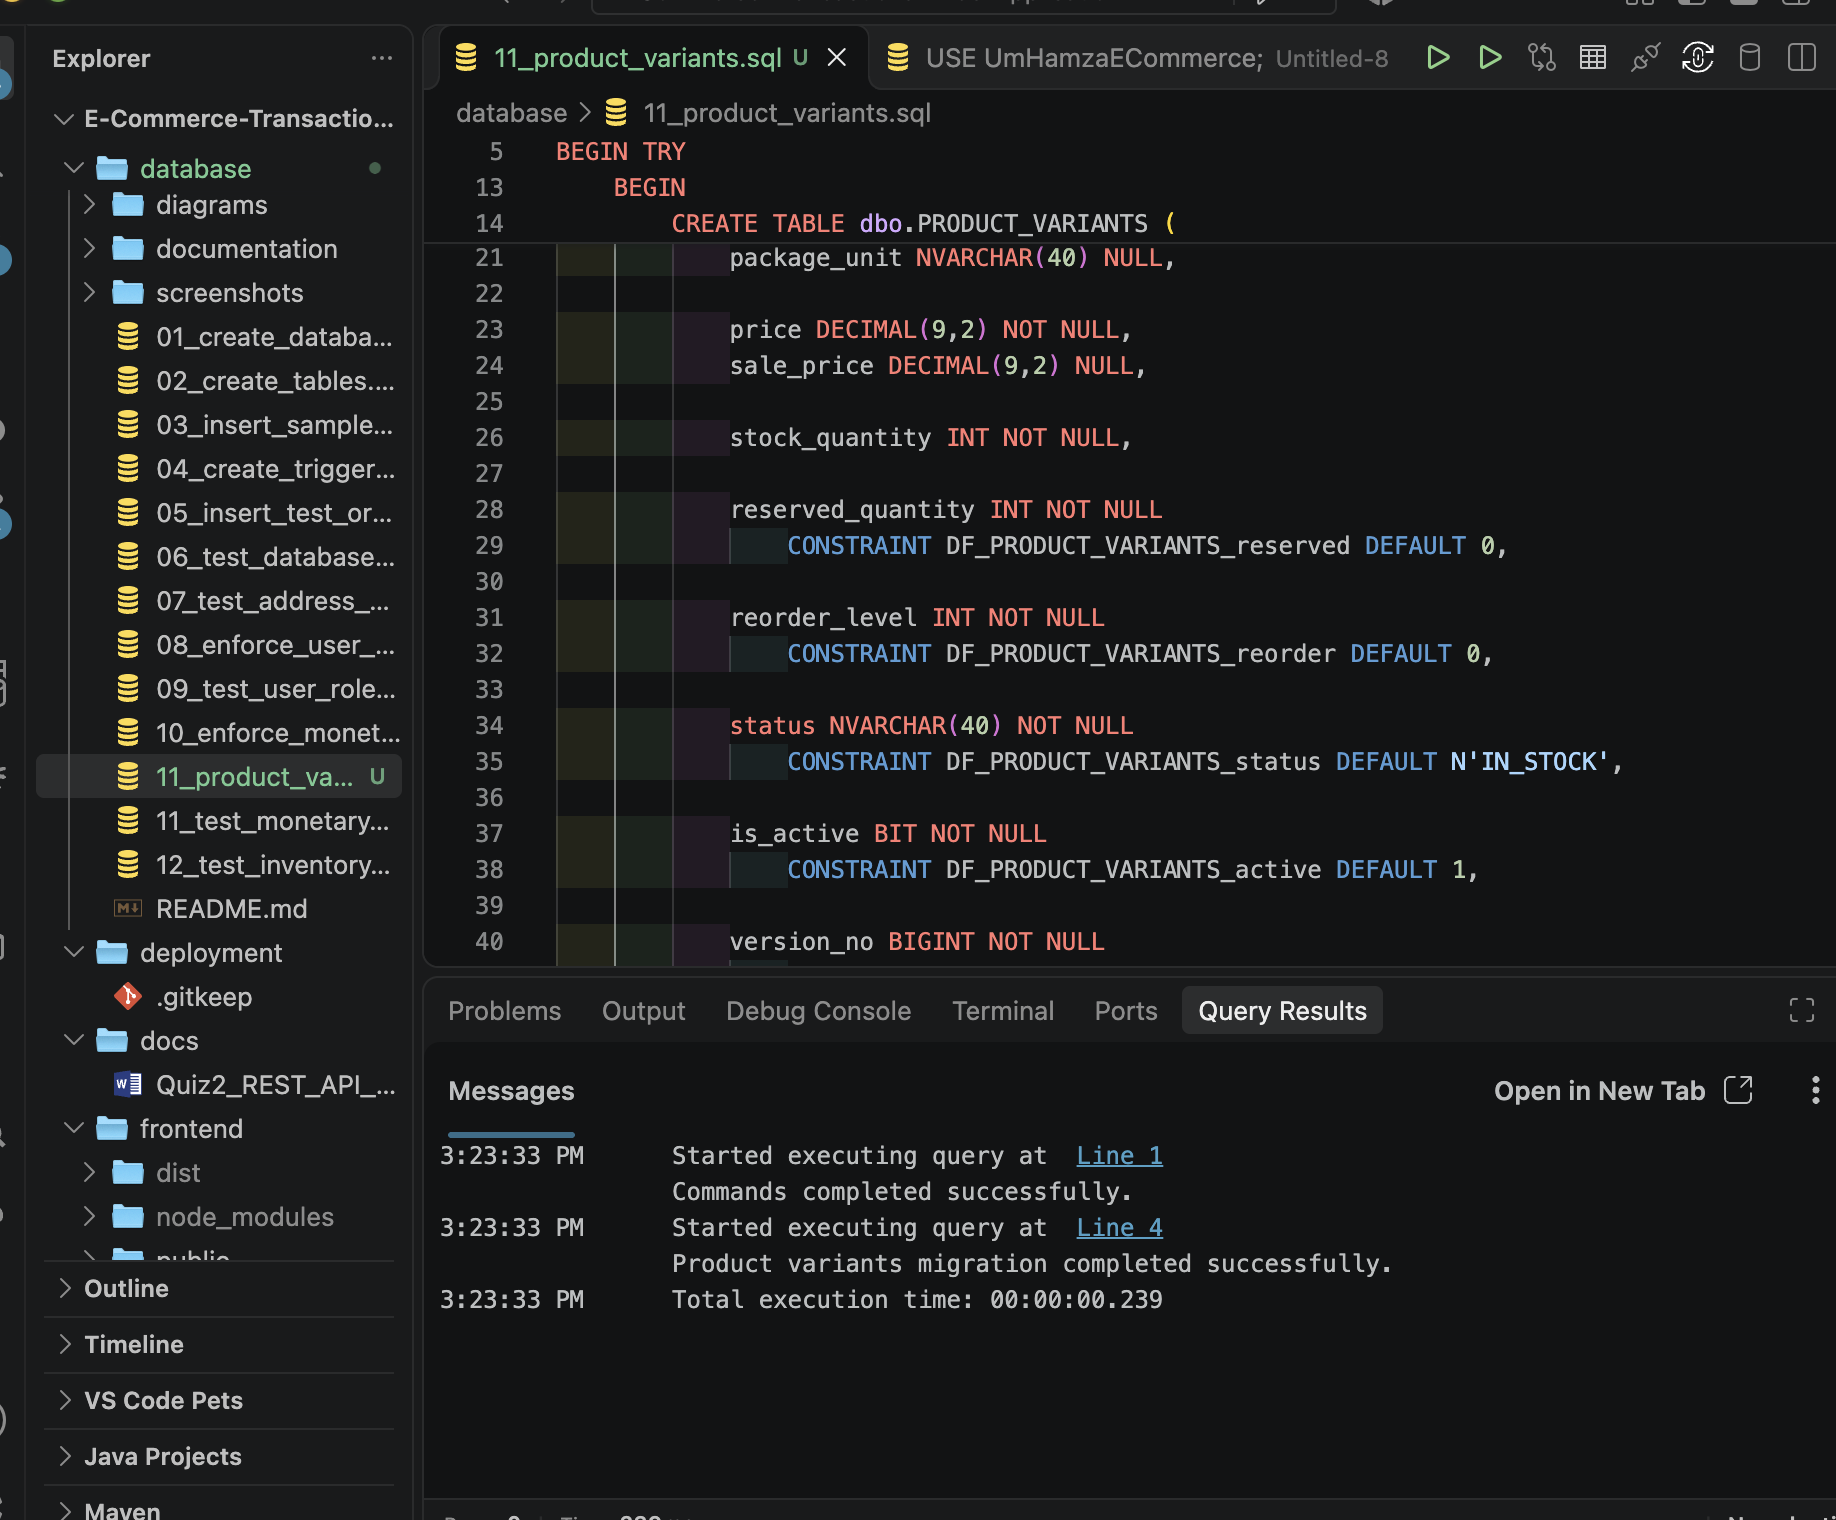 Explorer
E-Commerce-Transactio...
database
diagrams
documentation
screenshots
01_create_databa...
02_create_tables....
03_insert_sample...
04_create_trigger...
05_insert_test_or...
06_test_database...
07_test_address_...
08_enforce_user_...
09_test_user_role...
10_enforce_monet...
11_product_va... U
11_test_monetary...
12_test_inventory...
README.md
deployment
.gitkeep
docs
Quiz2_REST_API_...
frontend
dist
node_modules
public
Outline
Timeline
VS Code Pets
Java Projects
Maven
11_product_variants.sql U
USE UmHamzaECommerce; Untitled-8
database > 11_product_variants.sql
5 BEGIN TRY
13 BEGIN
14 CREATE TABLE dbo.PRODUCT_VARIANTS (
21 package_unit NVARCHAR(40) NULL,
22
23 price DECIMAL(9,2) NOT NULL,
24 sale_price DECIMAL(9,2) NULL,
25
26 stock_quantity INT NOT NULL,
27
28 reserved_quantity INT NOT NULL
29 CONSTRAINT DF_PRODUCT_VARIANTS_reserved DEFAULT 0,
30
31 reorder_level INT NOT NULL
32 CONSTRAINT DF_PRODUCT_VARIANTS_reorder DEFAULT 0,
33
34 status NVARCHAR(40) NOT NULL
35 CONSTRAINT DF_PRODUCT_VARIANTS_status DEFAULT N'IN_STOCK',
36
37 is_active BIT NOT NULL
38 CONSTRAINT DF_PRODUCT_VARIANTS_active DEFAULT 1,
39
40 version_no BIGINT NOT NULL
Problems Output Debug Console Terminal Ports Query Results
Messages Open in New Tab
3:23:33 PM Started executing query at Line 1
Commands completed successfully.
3:23:33 PM Started executing query at Line 4
Product variants migration completed successfully.
3:23:33 PM Total execution time: 00:00:00.239